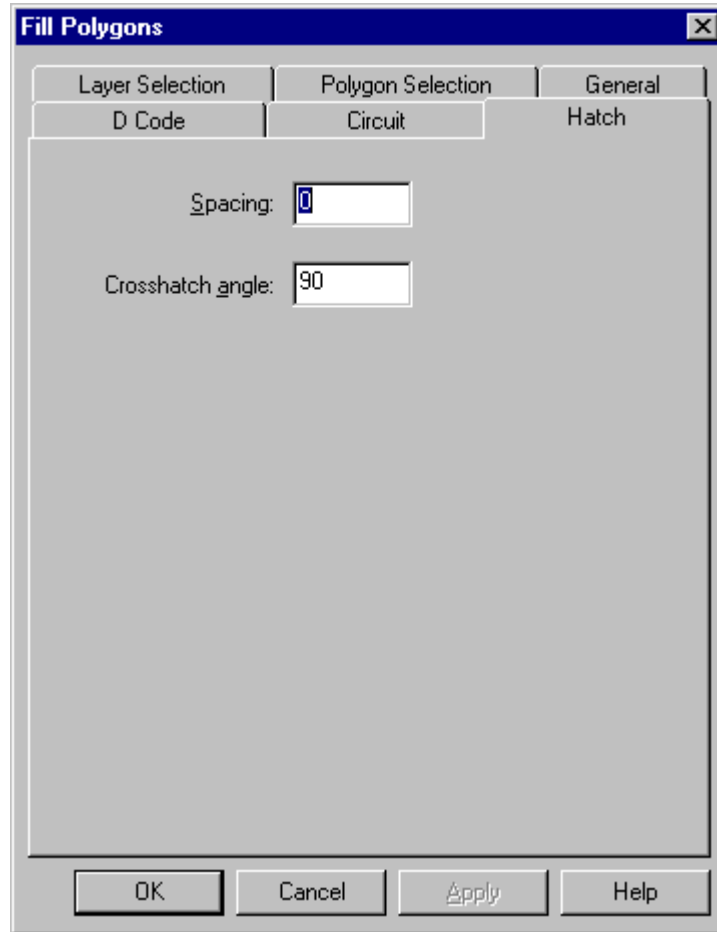 Fill Polygons
Layer Selection Polygon Selection General
D Code Circuit Hatch
Spacing: 0
Crosshatch angle: 90
OK Cancel Apply Help